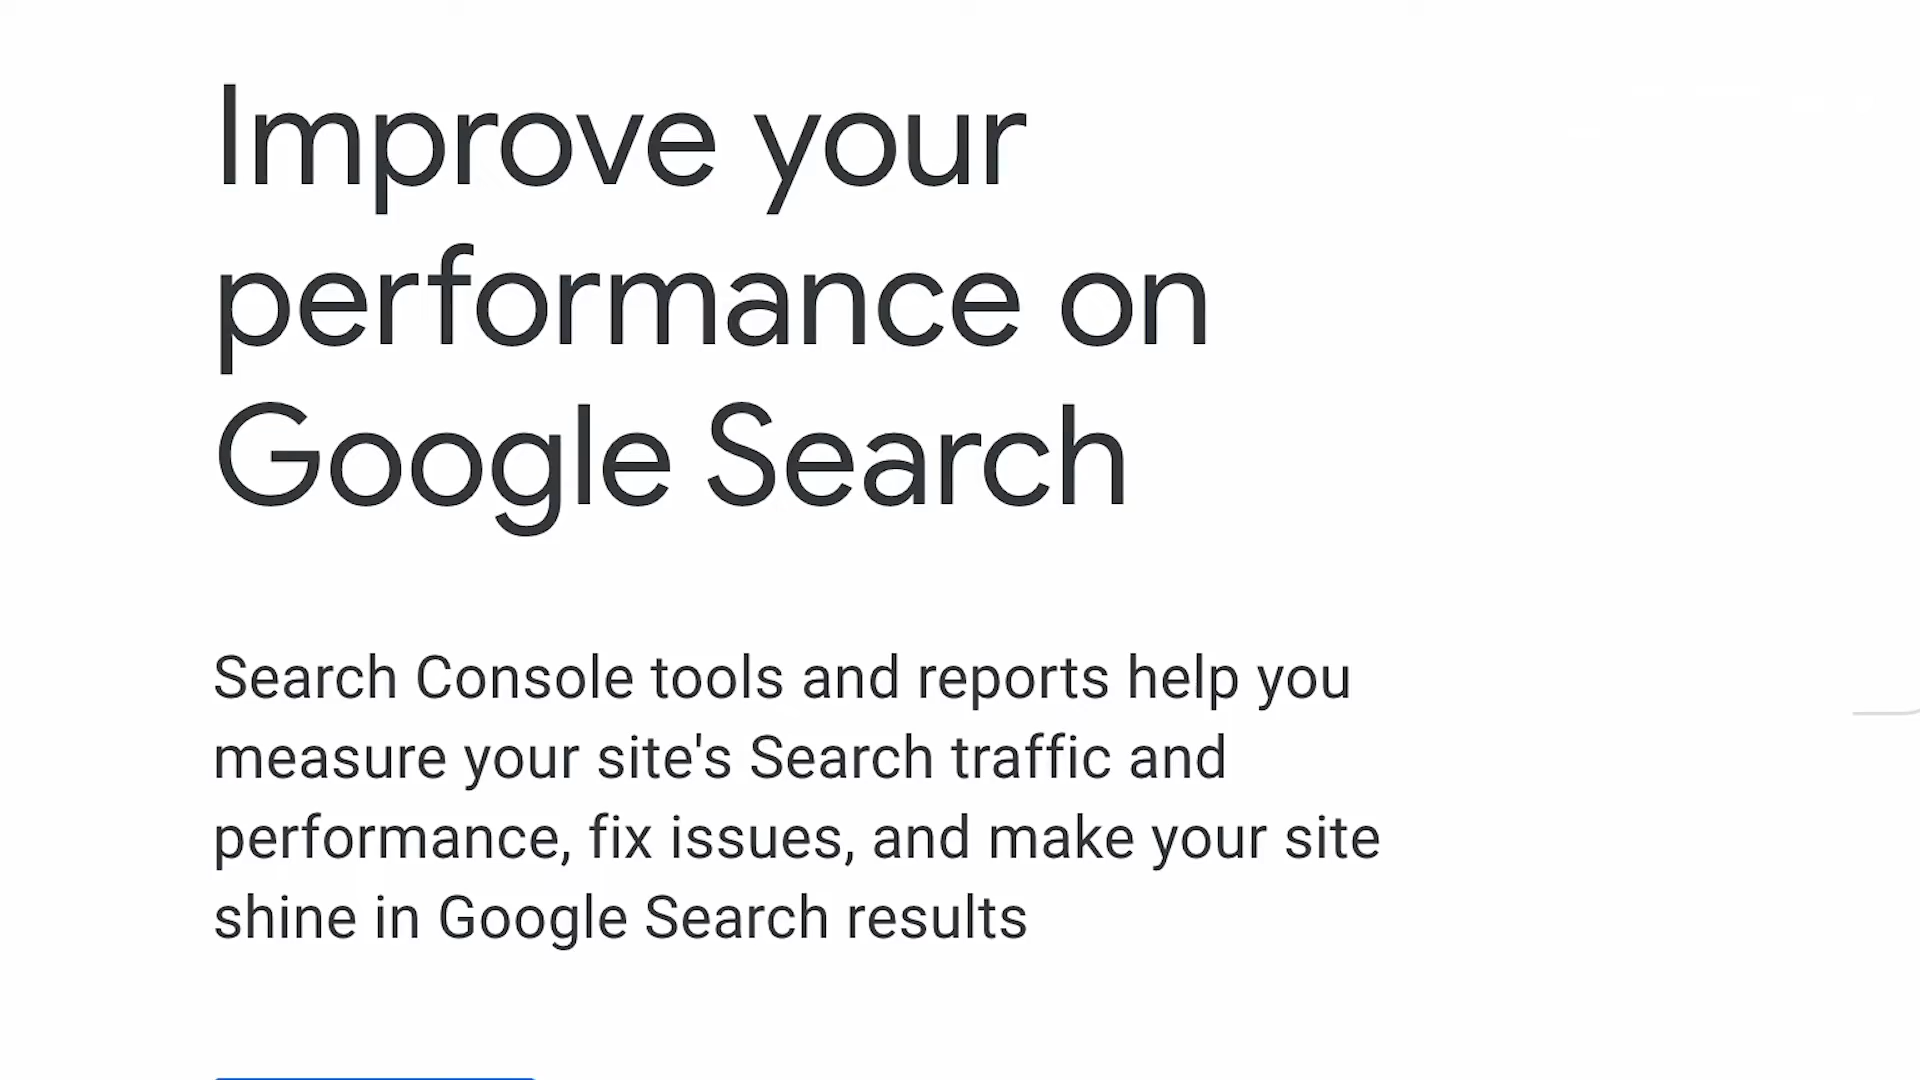 Improve your
performance on
Google Search
Search Console tools and reports help you
measure your site's Search traffic and
performance, fix issues, and make your site
shine in Google Search results